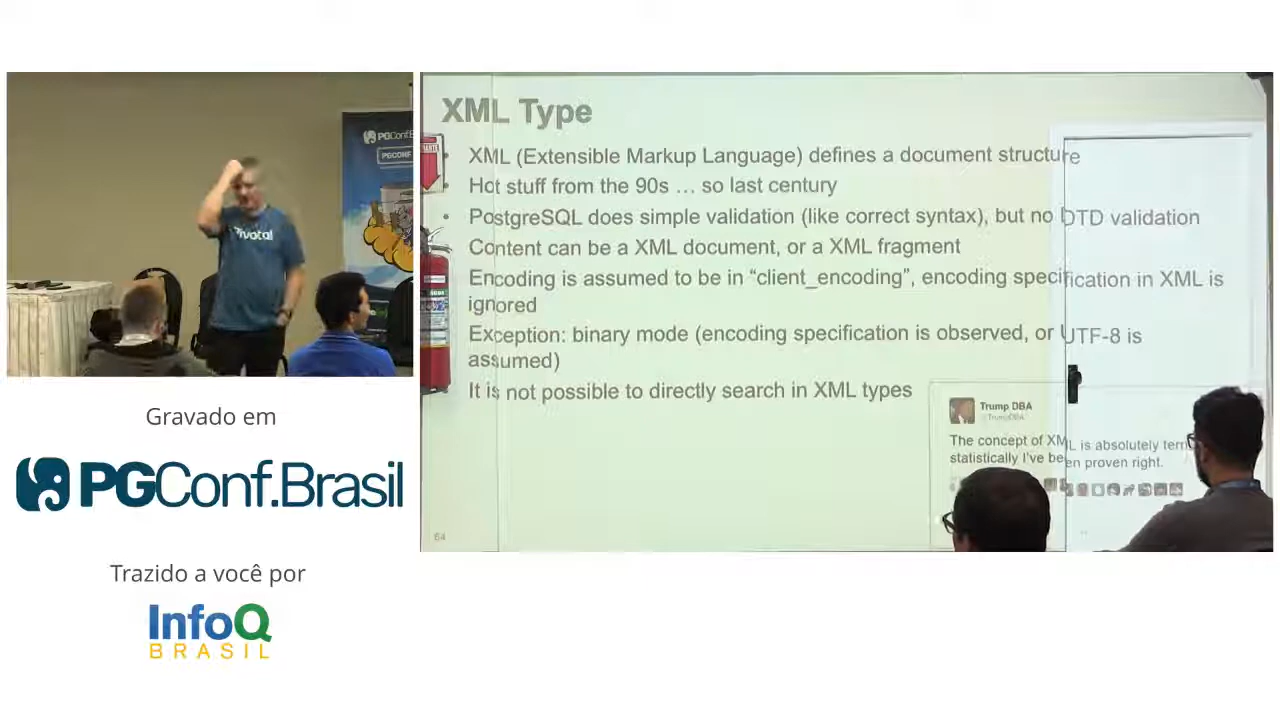 XML Type
XML (Extensible Markup Language) defines a document structure
Hot stuff from the 90s … so last century
PostgreSQL does simple validation (like correct syntax), but no DTD validation
Content can be a XML document, or a XML fragment
Encoding is assumed to be in “client_encoding”, encoding specification in XML is
ignored
Exception: binary mode (encoding specification is observed, or UTF-8 is
assumed)
It is not possible to directly search in XML types
Trump DBA
@TrumpDBA
The concept of XML is absolutely
statistically I've been proven right.
64
Pivotal
PGConf.B
PGCONF
Gravado em
PGConf.Brasil
Trazido a você por
InfoQ
BRASIL